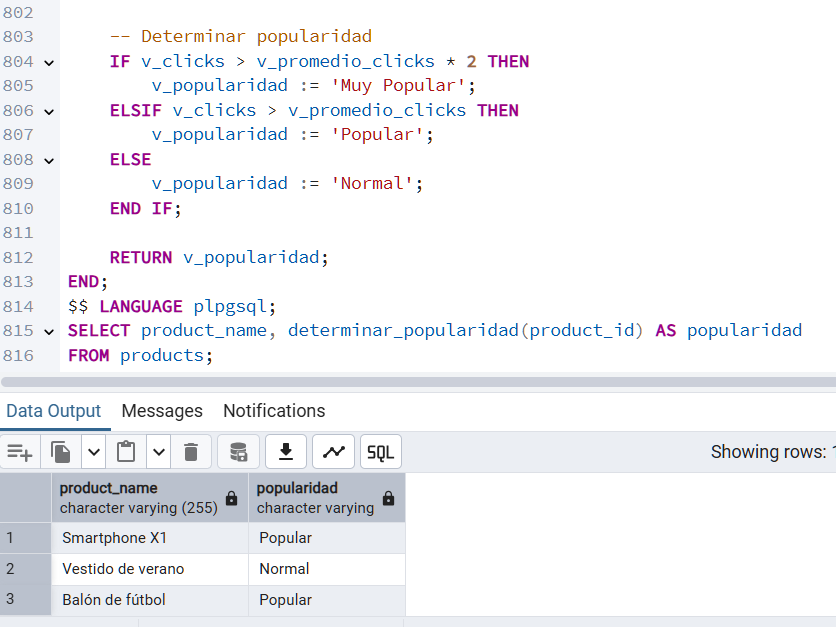 802
803 -- Determinar popularidad
804 IF v_clicks > v_promedio_clicks * 2 THEN
805 v_popularidad := 'Muy Popular';
806 ELSIF v_clicks > v_promedio_clicks THEN
807 v_popularidad := 'Popular';
808 ELSE
809 v_popularidad := 'Normal';
810 END IF;
811
812 RETURN v_popularidad;
813 END;
814 $$ LANGUAGE plpgsql;
815 SELECT product_name, determinar_popularidad(product_id) AS popularidad
816 FROM products;
Data Output Messages Notifications
SQL Showing rows:
product_name popularidad
character varying (255) character varying
1 Smartphone X1 Popular
2 Vestido de verano Normal
3 Balón de fútbol Popular